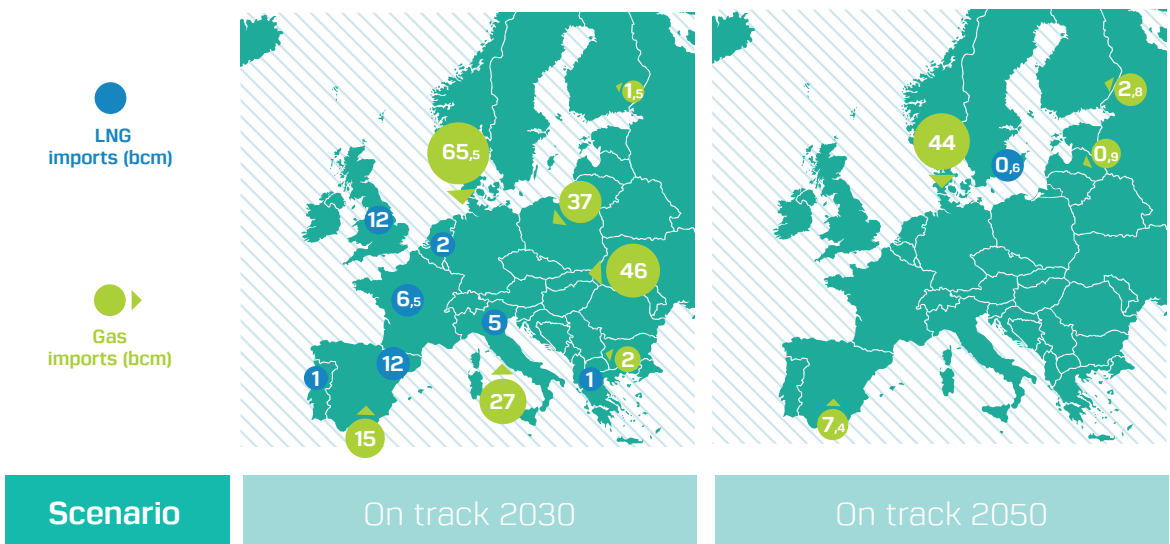 LNG
imports (bcm)
Gas
imports (bcm)
1,5
65,5
37
12
2
46
6,5
5
12
1
2
1
27
15
2,8
44
0,9
0,6
7,4
Scenario
On track 2030
On track 2050